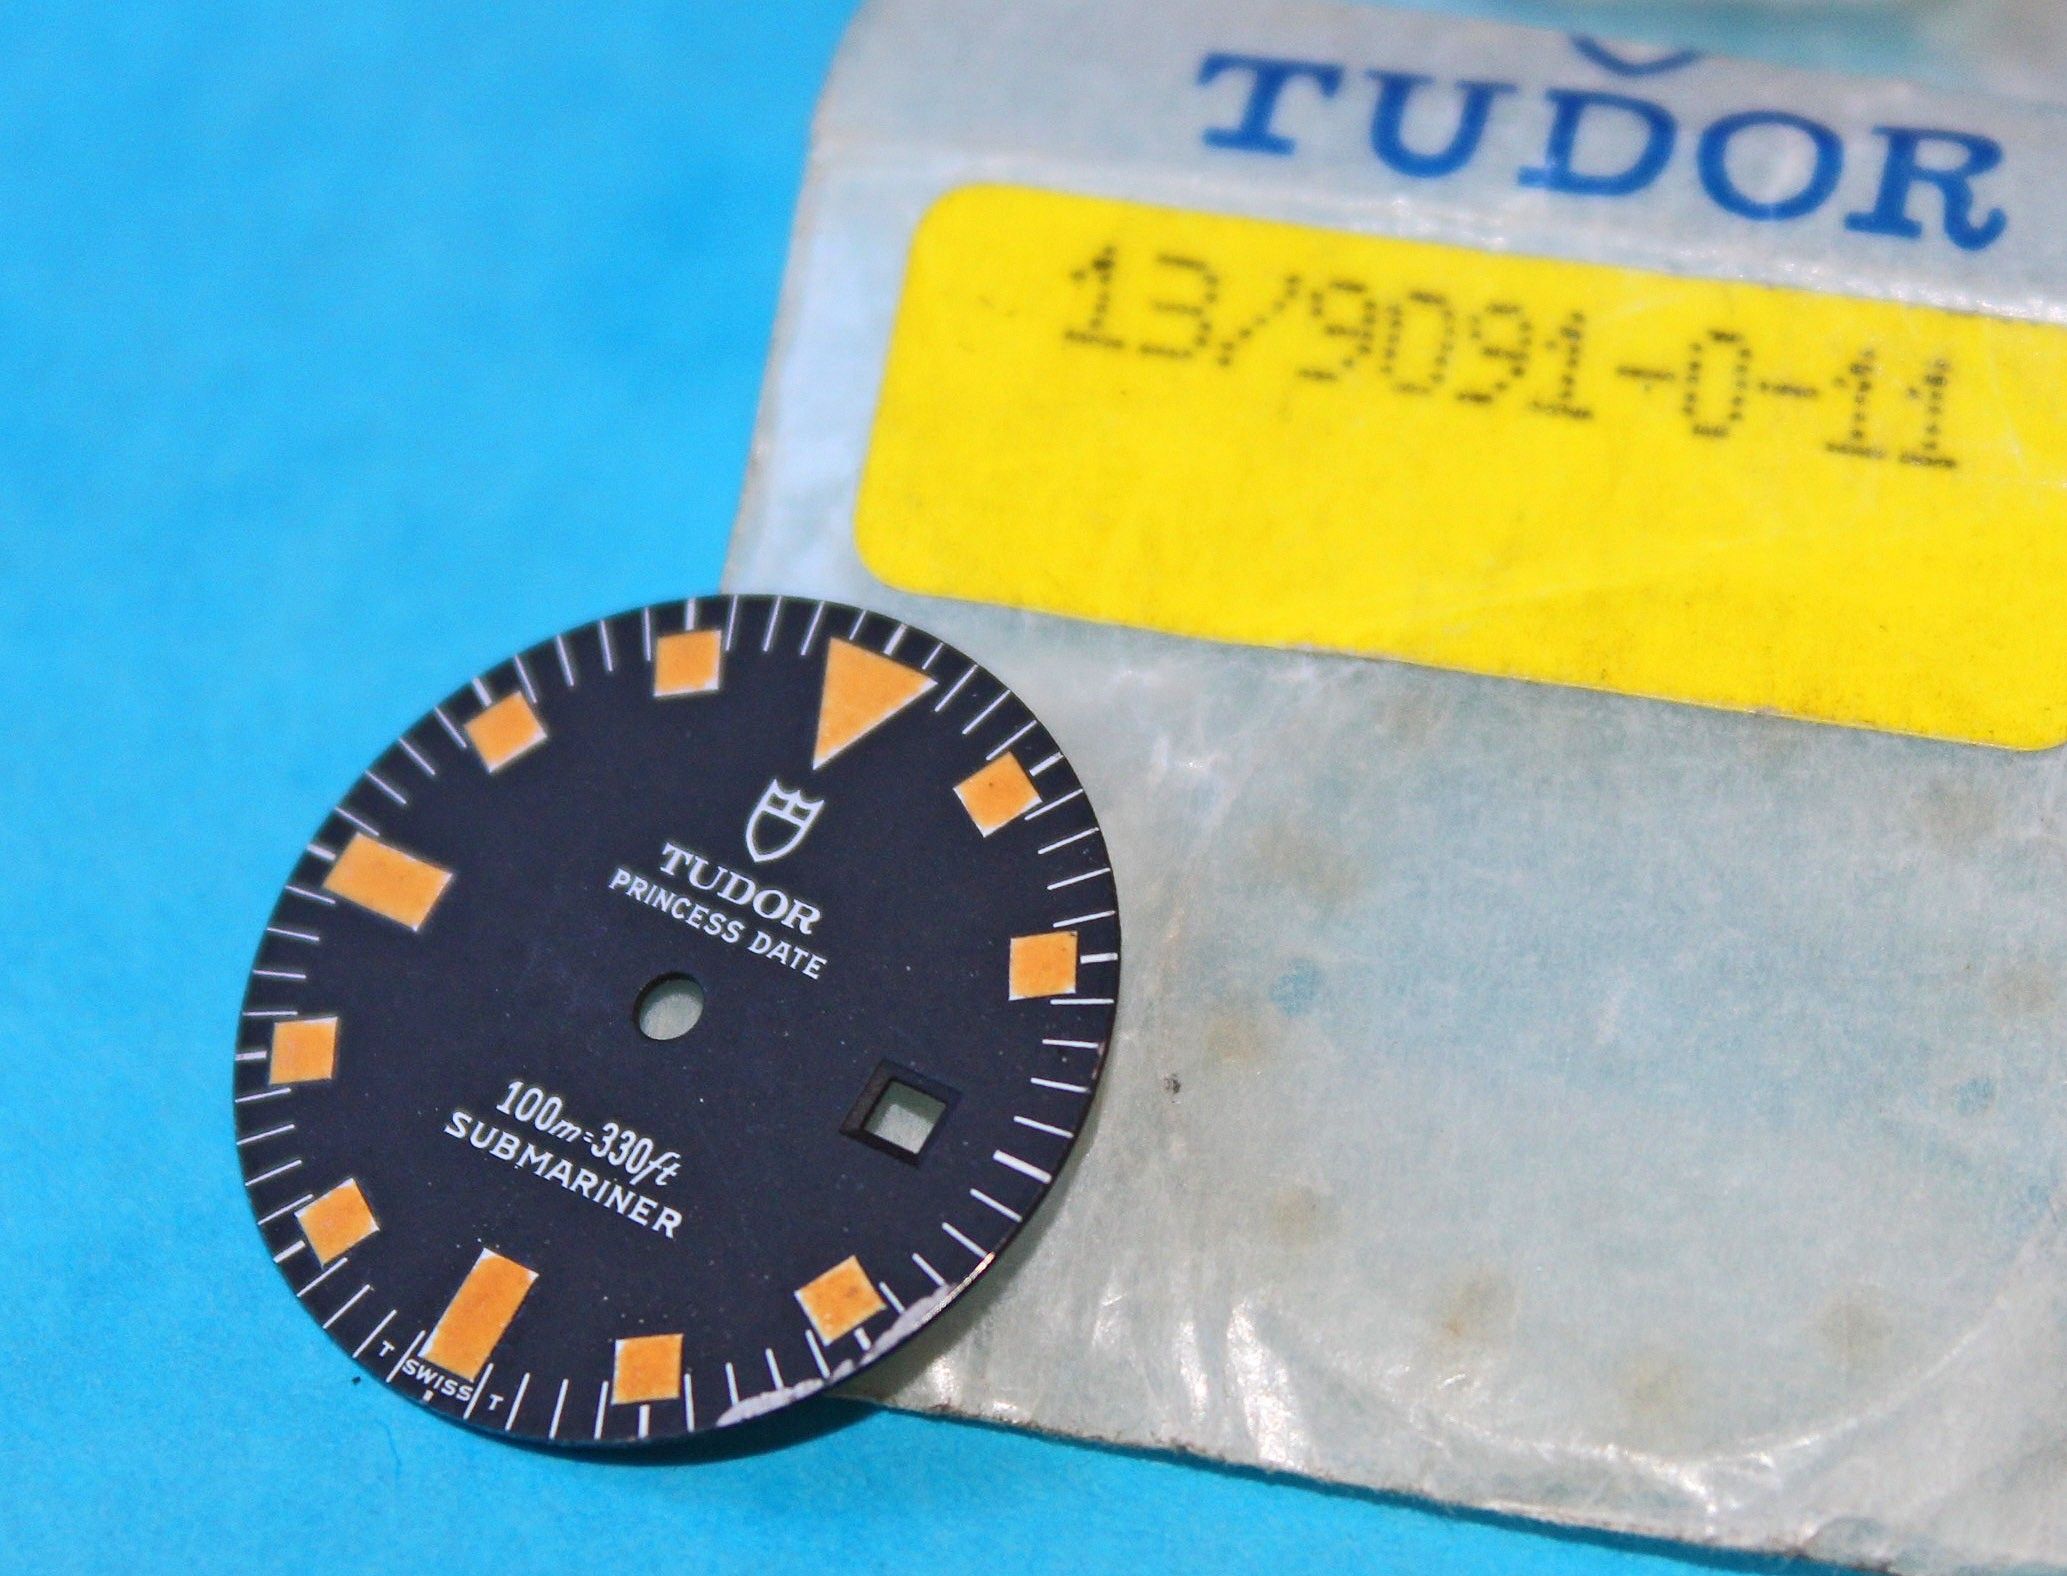 TUDOR
13/9091-0-11
TUDOR
PRINCESS DATE
100m=330ft
SUBMARINER
T SWISS T